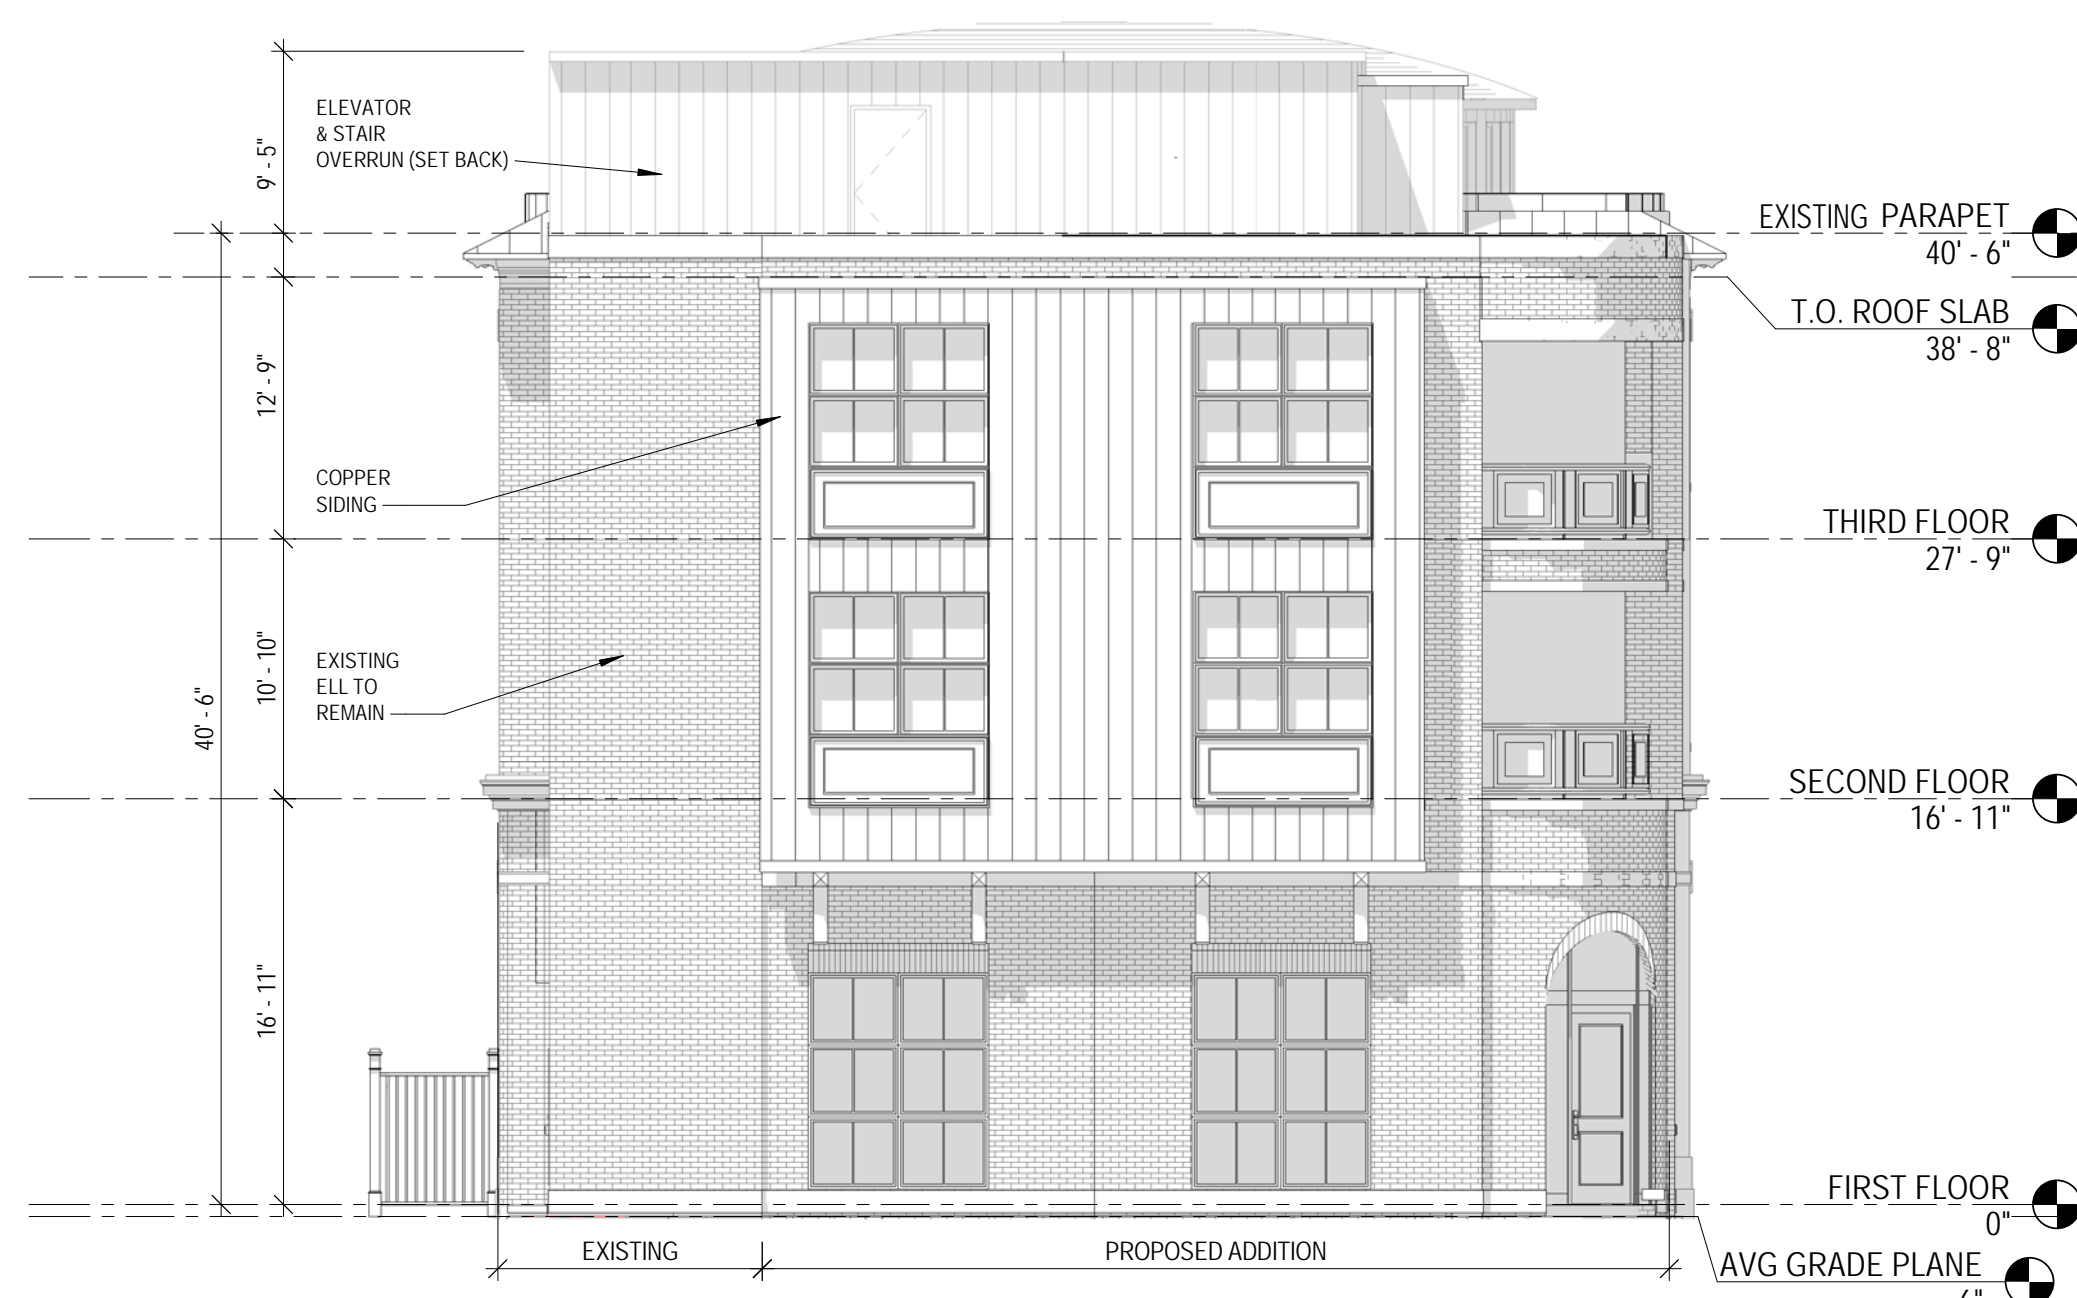 ELEVATOR
& STAIR
OVERRUN (SET BACK)
9' - 5"
EXISTING PARAPET
40' - 6"
T.O. ROOF SLAB
38' - 8"
12' - 9"
COPPER
SIDING
THIRD FLOOR
27' - 9"
10' - 10"
EXISTING
ELL TO
REMAIN
40' - 6"
SECOND FLOOR
16' - 11"
16' - 11"
FIRST FLOOR
0"
EXISTING
PROPOSED ADDITION
AVG GRADE PLANE